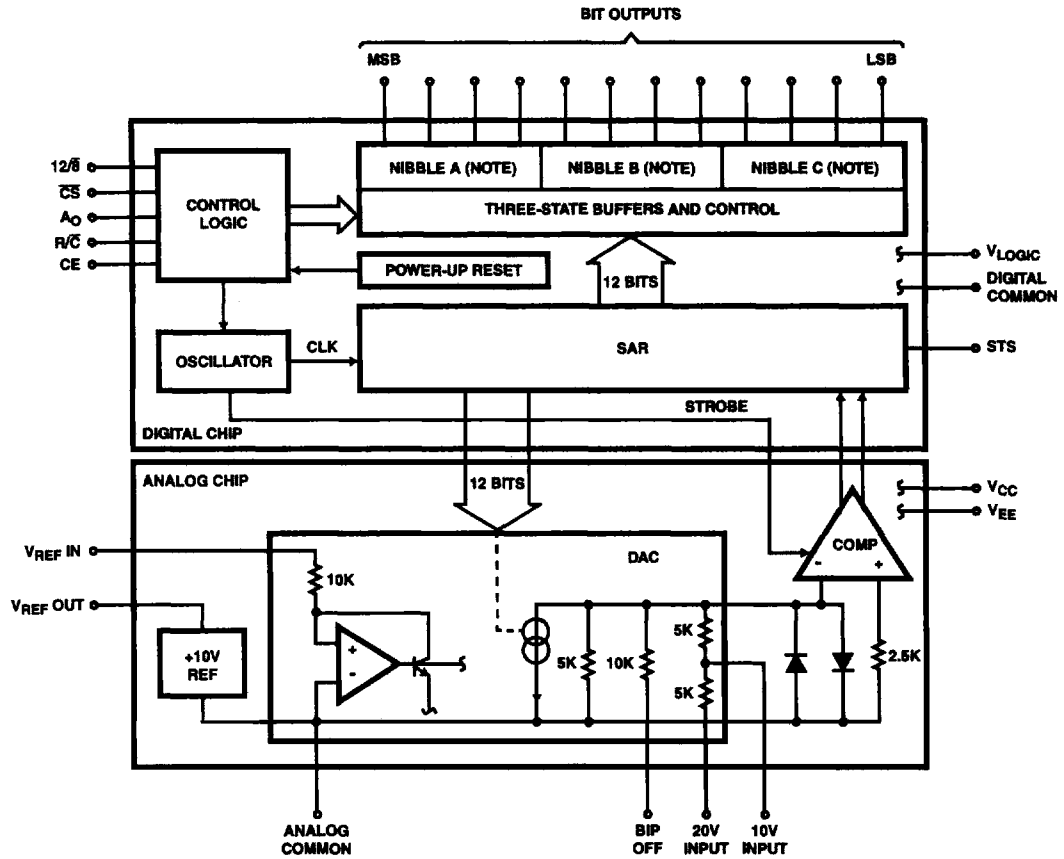 BIT OUTPUTS
MSB
LSB
12/8̅
C̅S̅
AO
R/C̅
CE
CONTROL
LOGIC
NIBBLE A (NOTE)
NIBBLE B (NOTE)
NIBBLE C (NOTE)
THREE-STATE BUFFERS AND CONTROL
POWER-UP RESET
12 BITS
VLOGIC
DIGITAL
COMMON
OSCILLATOR
CLK
SAR
STS
STROBE
DIGITAL CHIP
ANALOG CHIP
12 BITS
VCC
VEE
COMP
-
+
VREF IN
DAC
10K
VREF OUT
+10V
REF
+
-
5K
10K
5K
5K
2.5K
ANALOG
COMMON
BIP
OFF
20V
INPUT
10V
INPUT